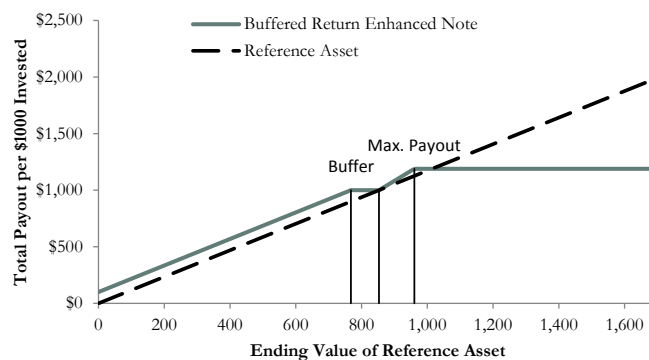 $2,500
Buffered Return Enhanced Note
Reference Asset
$2,000
$1,500
Max. Payout
Buffer
$1,000
$500
$0
0
200
400
600
800
1,000
1,200
1,400
1,600
Total Payout per $1000 Invested
Ending Value of Reference Asset